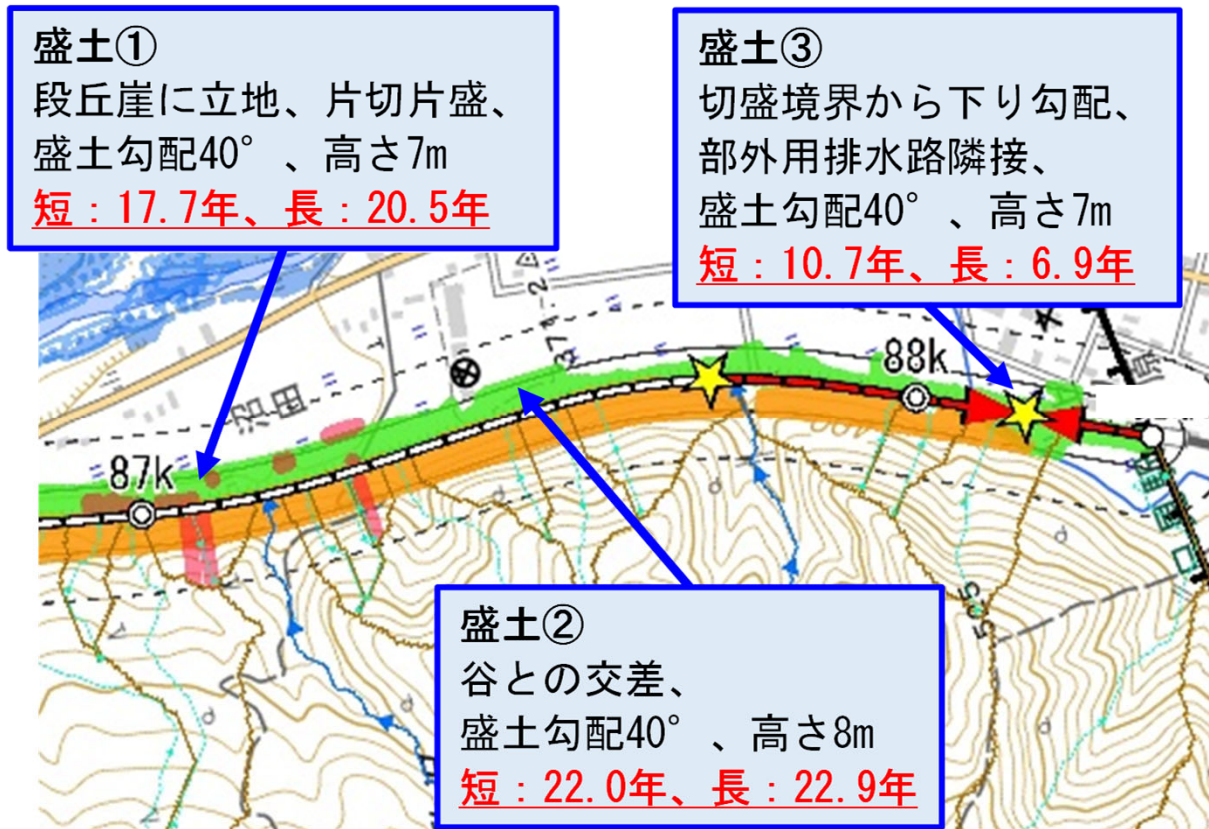 盛土①
段丘崖に立地、片切片盛、
盛土勾配40°、高さ7m
短：17.7年、長：20.5年
盛土③
切盛境界から下り勾配、
部外用排水路隣接、
盛土勾配40°、高さ7m
短：10.7年、長：6.9年
88k
沼田
87k
525
盛土②
谷との交差、
盛土勾配40°、高さ8m
短：22.0年、長：22.9年